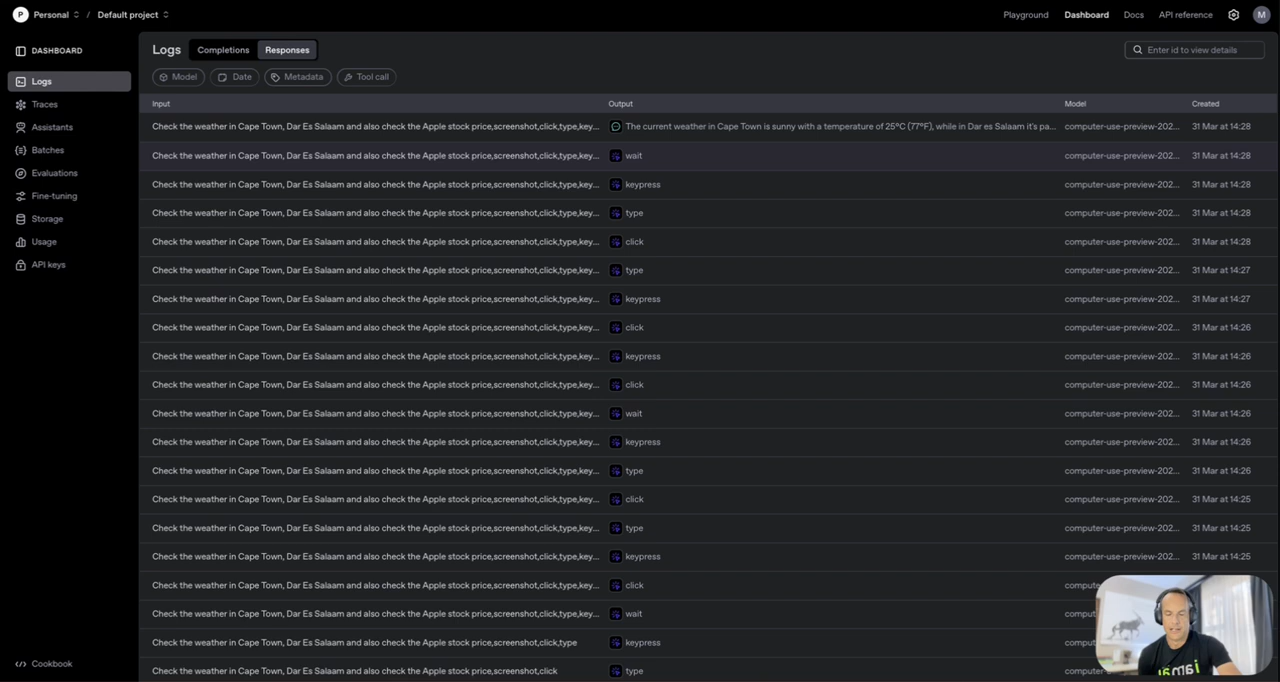 P Personal / Default project Playground Dashboard Docs API reference M
DASHBOARD
Logs
Traces
Assistants
Batches
Evaluations
Fine-tuning
Storage
Usage
API keys
Cookbook
Logs Completions Responses Enter id to view details
Model Date Metadata Tool call
Input Output Model Created
Check the weather in Cape Town, Dar Es Salaam and also check the Apple stock price,screenshot,click,type,key... The current weather in Cape Town is sunny with a temperature of 25°C (77°F), while in Dar es Salaam it's pa... computer-use-preview-202... 31 Mar at 14:28
Check the weather in Cape Town, Dar Es Salaam and also check the Apple stock price,screenshot,click,type,key... wait computer-use-preview-202... 31 Mar at 14:28
Check the weather in Cape Town, Dar Es Salaam and also check the Apple stock price,screenshot,click,type,key... keypress computer-use-preview-202... 31 Mar at 14:28
Check the weather in Cape Town, Dar Es Salaam and also check the Apple stock price,screenshot,click,type,key... type computer-use-preview-202... 31 Mar at 14:28
Check the weather in Cape Town, Dar Es Salaam and also check the Apple stock price,screenshot,click,type,key... click computer-use-preview-202... 31 Mar at 14:28
Check the weather in Cape Town, Dar Es Salaam and also check the Apple stock price,screenshot,click,type,key... type computer-use-preview-202... 31 Mar at 14:27
Check the weather in Cape Town, Dar Es Salaam and also check the Apple stock price,screenshot,click,type,key... keypress computer-use-preview-202... 31 Mar at 14:27
Check the weather in Cape Town, Dar Es Salaam and also check the Apple stock price,screenshot,click,type,key... click computer-use-preview-202... 31 Mar at 14:26
Check the weather in Cape Town, Dar Es Salaam and also check the Apple stock price,screenshot,click,type,key... keypress computer-use-preview-202... 31 Mar at 14:26
Check the weather in Cape Town, Dar Es Salaam and also check the Apple stock price,screenshot,click,type,key... click computer-use-preview-202... 31 Mar at 14:26
Check the weather in Cape Town, Dar Es Salaam and also check the Apple stock price,screenshot,click,type,key... wait computer-use-preview-202... 31 Mar at 14:26
Check the weather in Cape Town, Dar Es Salaam and also check the Apple stock price,screenshot,click,type,key... keypress computer-use-preview-202... 31 Mar at 14:26
Check the weather in Cape Town, Dar Es Salaam and also check the Apple stock price,screenshot,click,type,key... type computer-use-preview-202... 31 Mar at 14:26
Check the weather in Cape Town, Dar Es Salaam and also check the Apple stock price,screenshot,click,type,key... click computer-use-preview-202... 31 Mar at 14:25
Check the weather in Cape Town, Dar Es Salaam and also check the Apple stock price,screenshot,click,type,key... type computer-use-preview-202... 31 Mar at 14:25
Check the weather in Cape Town, Dar Es Salaam and also check the Apple stock price,screenshot,click,type,key... keypress computer-use-preview-202... 31 Mar at 14:25
Check the weather in Cape Town, Dar Es Salaam and also check the Apple stock price,screenshot,click,type,key... click
Check the weather in Cape Town, Dar Es Salaam and also check the Apple stock price,screenshot,click,type,key... wait
Check the weather in Cape Town, Dar Es Salaam and also check the Apple stock price,screenshot,click,type keypress
Check the weather in Cape Town, Dar Es Salaam and also check the Apple stock price,screenshot,click type